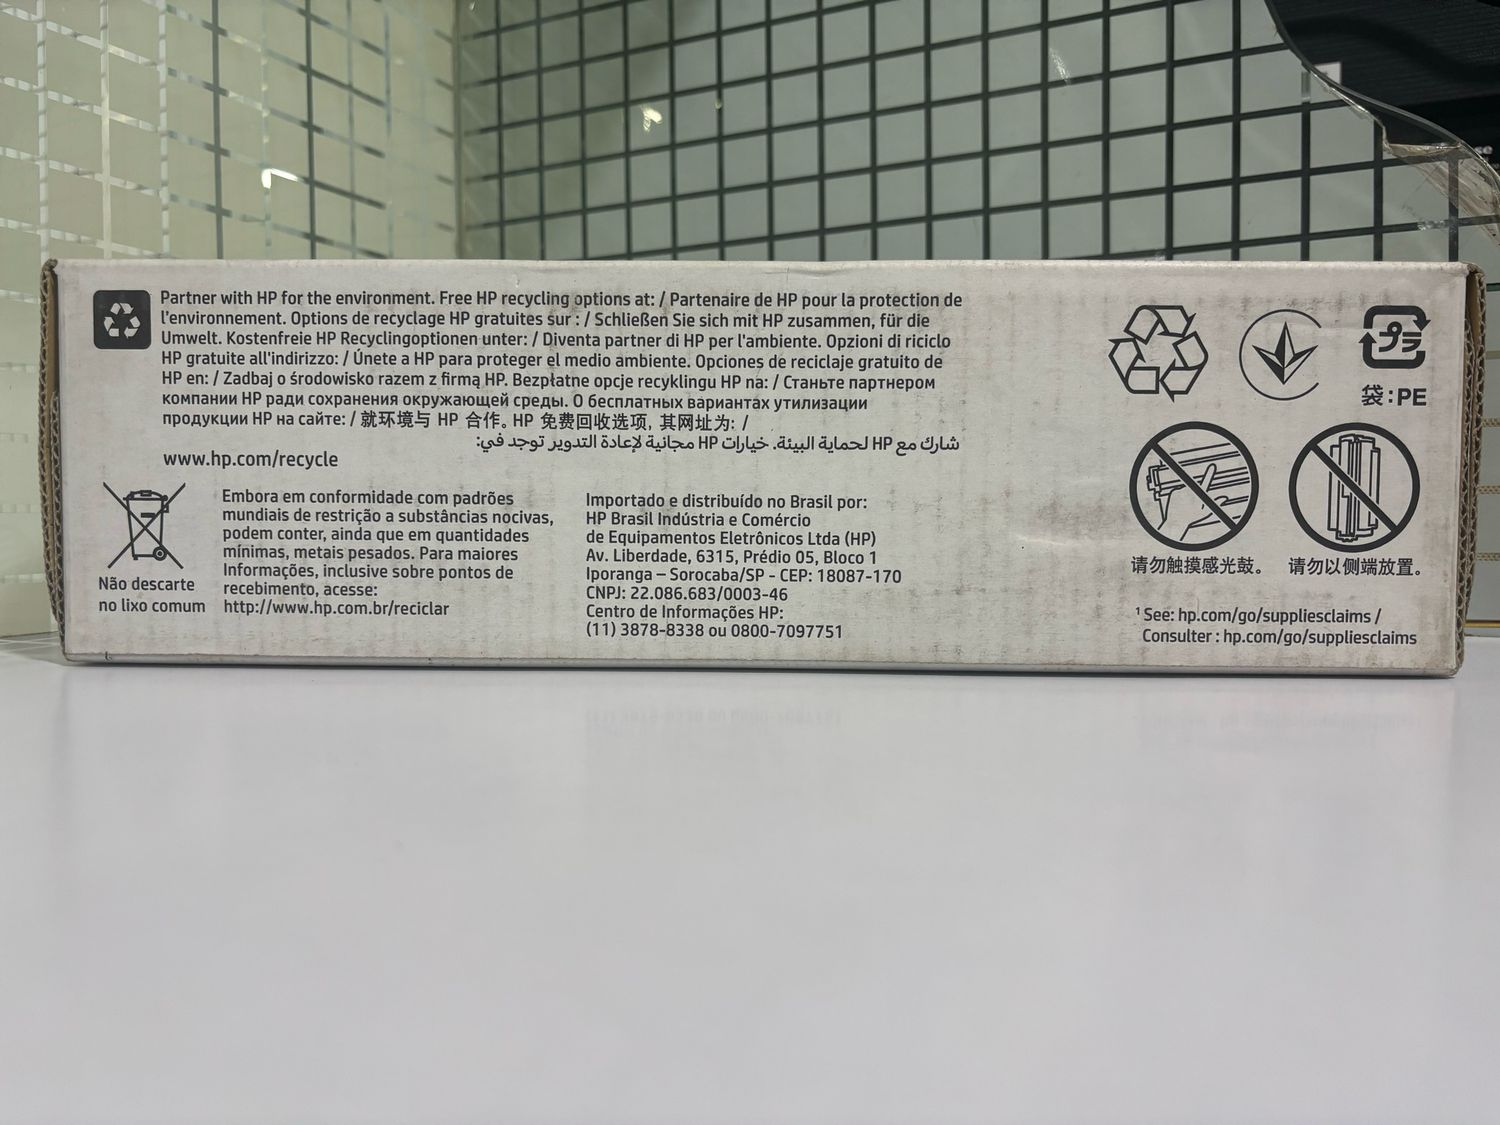 Partner with HP for the environment. Free HP recycling options at: / Partenaire de HP pour la protection de
l'environnement. Options de recyclage HP gratuites sur : / Schließen Sie sich mit HP zusammen, für die
Umwelt. Kostenfreie HP Recyclingoptionen unter: / Diventa partner di HP per l'ambiente. Opzioni di riciclo
HP gratuite all'indirizzo: / Únete a HP para proteger el medio ambiente. Opciones de reciclaje gratuito de
HP en: / Zadbaj o środowisko razem z firmą HP. Bezpłatne opcje recyklingu HP na: / Станьте партнером
компании HP ради сохранения окружающей среды. О бесплатных вариантах утилизации
продукции HP на сайте: / 就环境与 HP 合作。HP 免费回收选项, 其网址为: /
شارك مع HP لحماية البيئة. خيارات HP مجانية لإعادة التدوير توجد في:
www.hp.com/recycle
Não descarte
no lixo comum
Embora em conformidade com padrões
mundiais de restrição a substâncias nocivas,
podem conter, ainda que em quantidades
mínimas, metais pesados. Para maiores
Informações, inclusive sobre pontos de
recebimento, acesse:
http://www.hp.com.br/reciclar
Importado e distribuído no Brasil por:
HP Brasil Indústria e Comércio
de Equipamentos Eletrônicos Ltda (HP)
Av. Liberdade, 6315, Prédio 05, Bloco 1
Iporanga – Sorocaba/SP - CEP: 18087-170
CNPJ: 22.086.683/0003-46
Centro de Informações HP:
(11) 3878-8338 ou 0800-7097751
プラ
袋:PE
请勿触摸感光鼓。
请勿以侧端放置。
¹ See: hp.com/go/suppliesclaims /
Consulter : hp.com/go/suppliesclaims